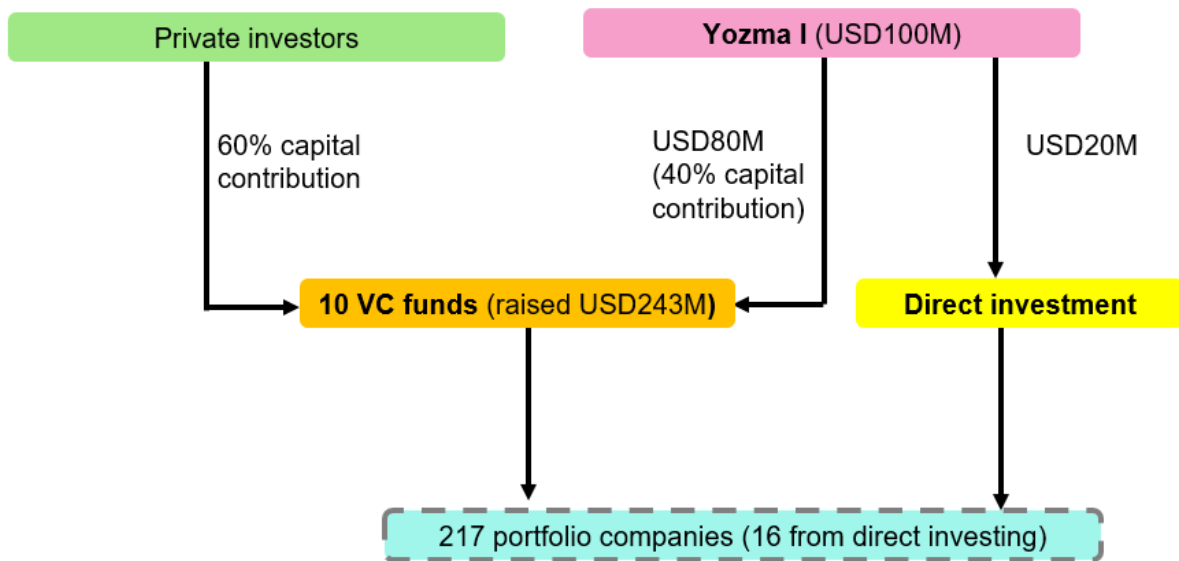 Private investors
Yozma I (USD100M)
60% capital
contribution
USD80M
(40% capital
contribution)
USD20M
10 VC funds (raised USD243M)
Direct investment
217 portfolio companies (16 from direct investing)